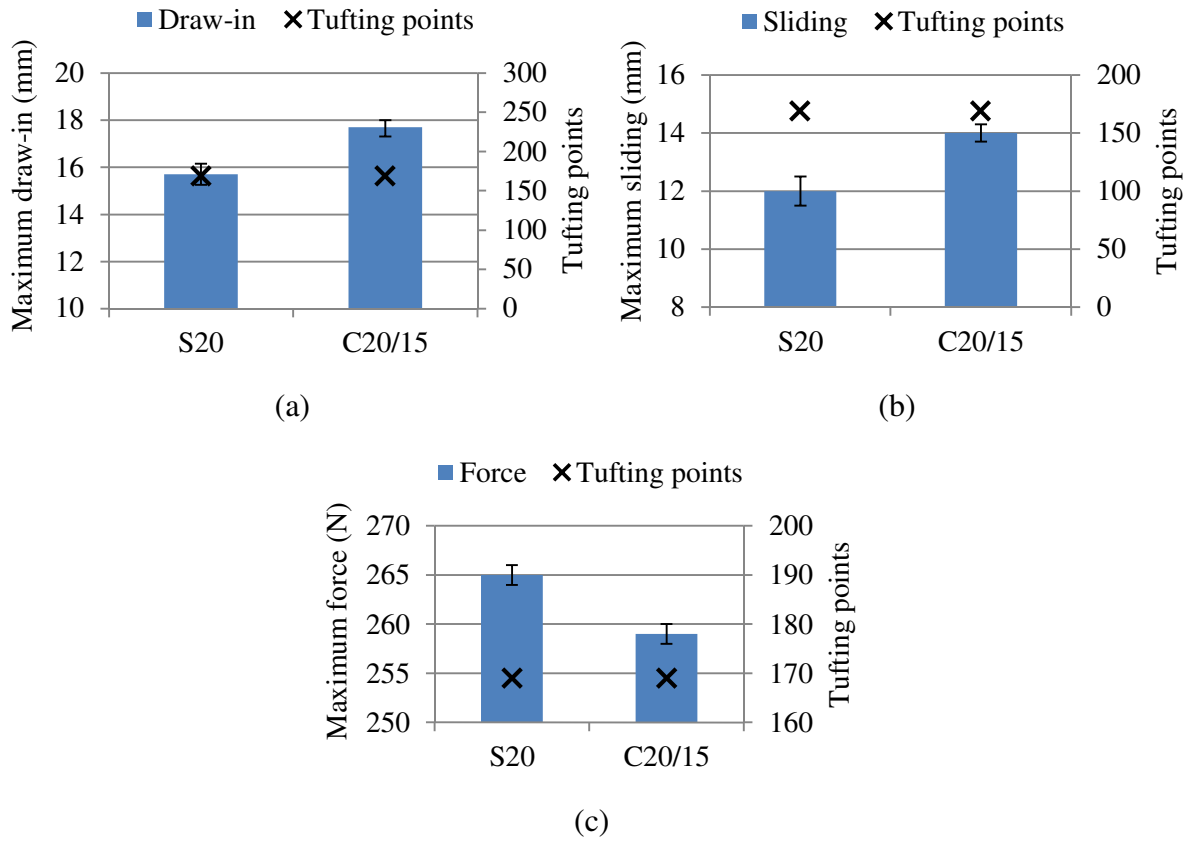 Draw-in Tufting points
Maximum draw-in (mm)
20
18
16
14
12
10
300
250
200
150
100
50
0
Tufting points
S20 C20/15
(a)
Sliding Tufting points
Maximum sliding (mm)
16
14
12
10
8
200
150
100
50
0
Tufting points
S20 C20/15
(b)
Force Tufting points
Maximum force (N)
270
265
260
255
250
200
190
180
170
160
Tufting points
S20 C20/15
(c)